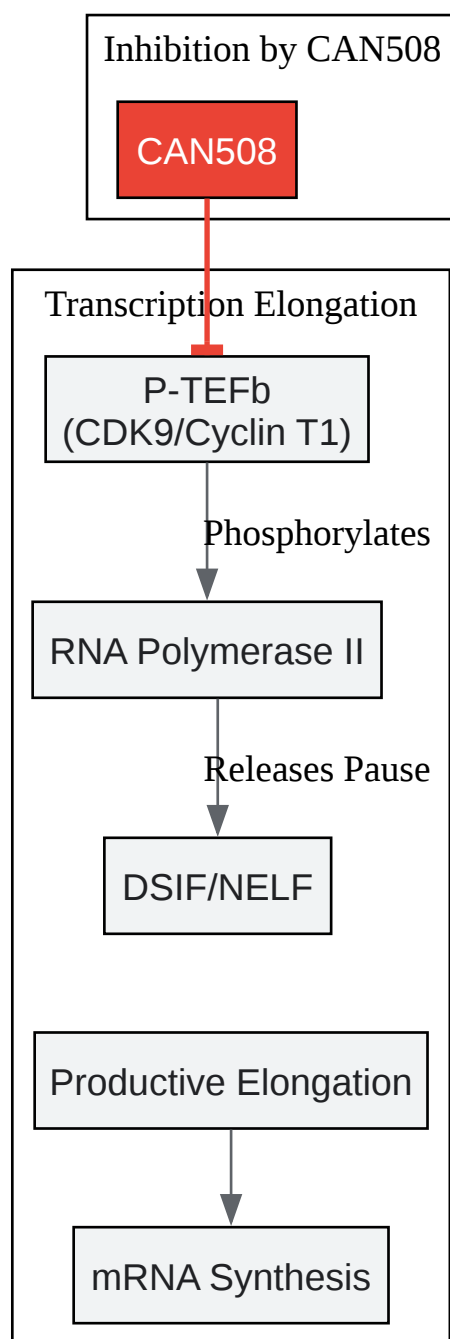 Inhibition by CAN508
CAN508
Transcription Elongation
P-TEFb
(CDK9/Cyclin T1)
Phosphorylates
RNA Polymerase II
Releases Pause
DSIF/NELF
Productive Elongation
mRNA Synthesis